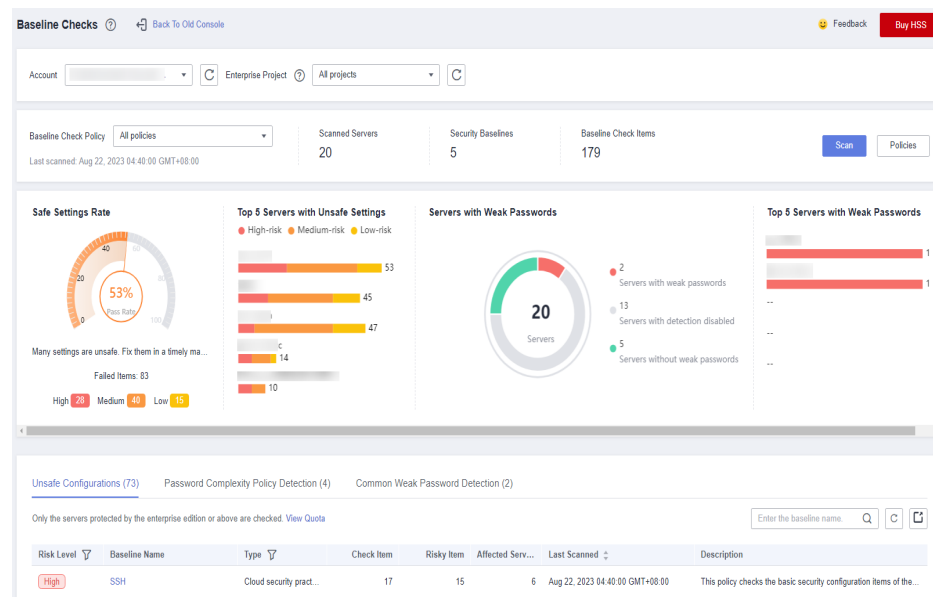 Baseline Checks ? Back To Old Console Feedback Buy HSS
Account Enterprise Project ? All projects
Baseline Check Policy All policies Scanned Servers Security Baselines Baseline Check Items
20 5 179 Scan Policies
Last scanned: Aug 22, 2023 04:40:00 GMT+08:00
Safe Settings Rate
0 20 40 60 80 100
53%
Pass Rate
Many settings are unsafe. Fix them in a timely ma...
Failed Items: 83
High 28 Medium 40 Low 15
Top 5 Servers with Unsafe Settings
High-risk Medium-risk Low-risk
53
45
47
c
14
10
Servers with Weak Passwords
20
Servers
2
Servers with weak passwords
13
Servers with detection disabled
5
Servers without weak passwords
Top 5 Servers with Weak Passwords
1
1
--
--
--
Unsafe Configurations (73) Password Complexity Policy Detection (4) Common Weak Password Detection (2)
Only the servers protected by the enterprise edition or above are checked. View Quota Enter the baseline name.
Risk Level Baseline Name Type Check Item Risky Item Affected Serv... Last Scanned Description
High SSH Cloud security pract... 17 15 6 Aug 22, 2023 04:40:00 GMT+08:00 This policy checks the basic security configuration items of the...